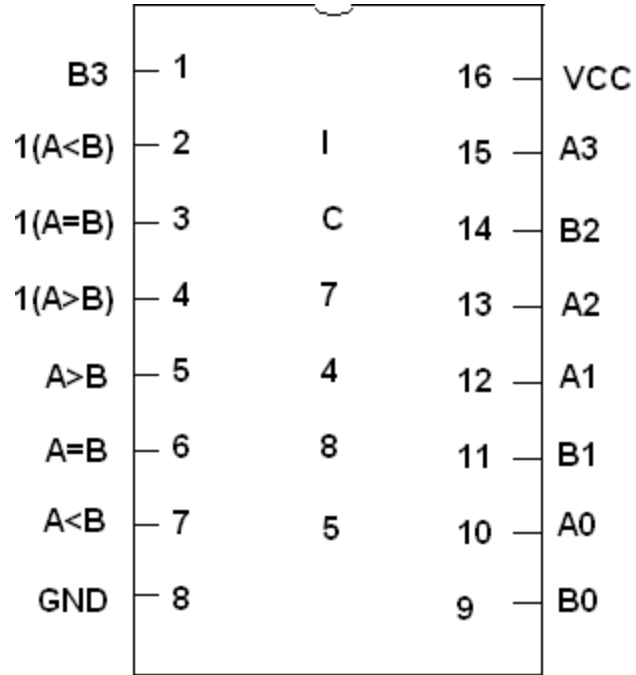 B3 1 16 VCC
1(A<B) 2 I 15 A3
1(A=B) 3 C 14 B2
1(A>B) 4 7 13 A2
A>B 5 4 12 A1
A=B 6 8 11 B1
A<B 7 5 10 A0
GND 8 9 B0